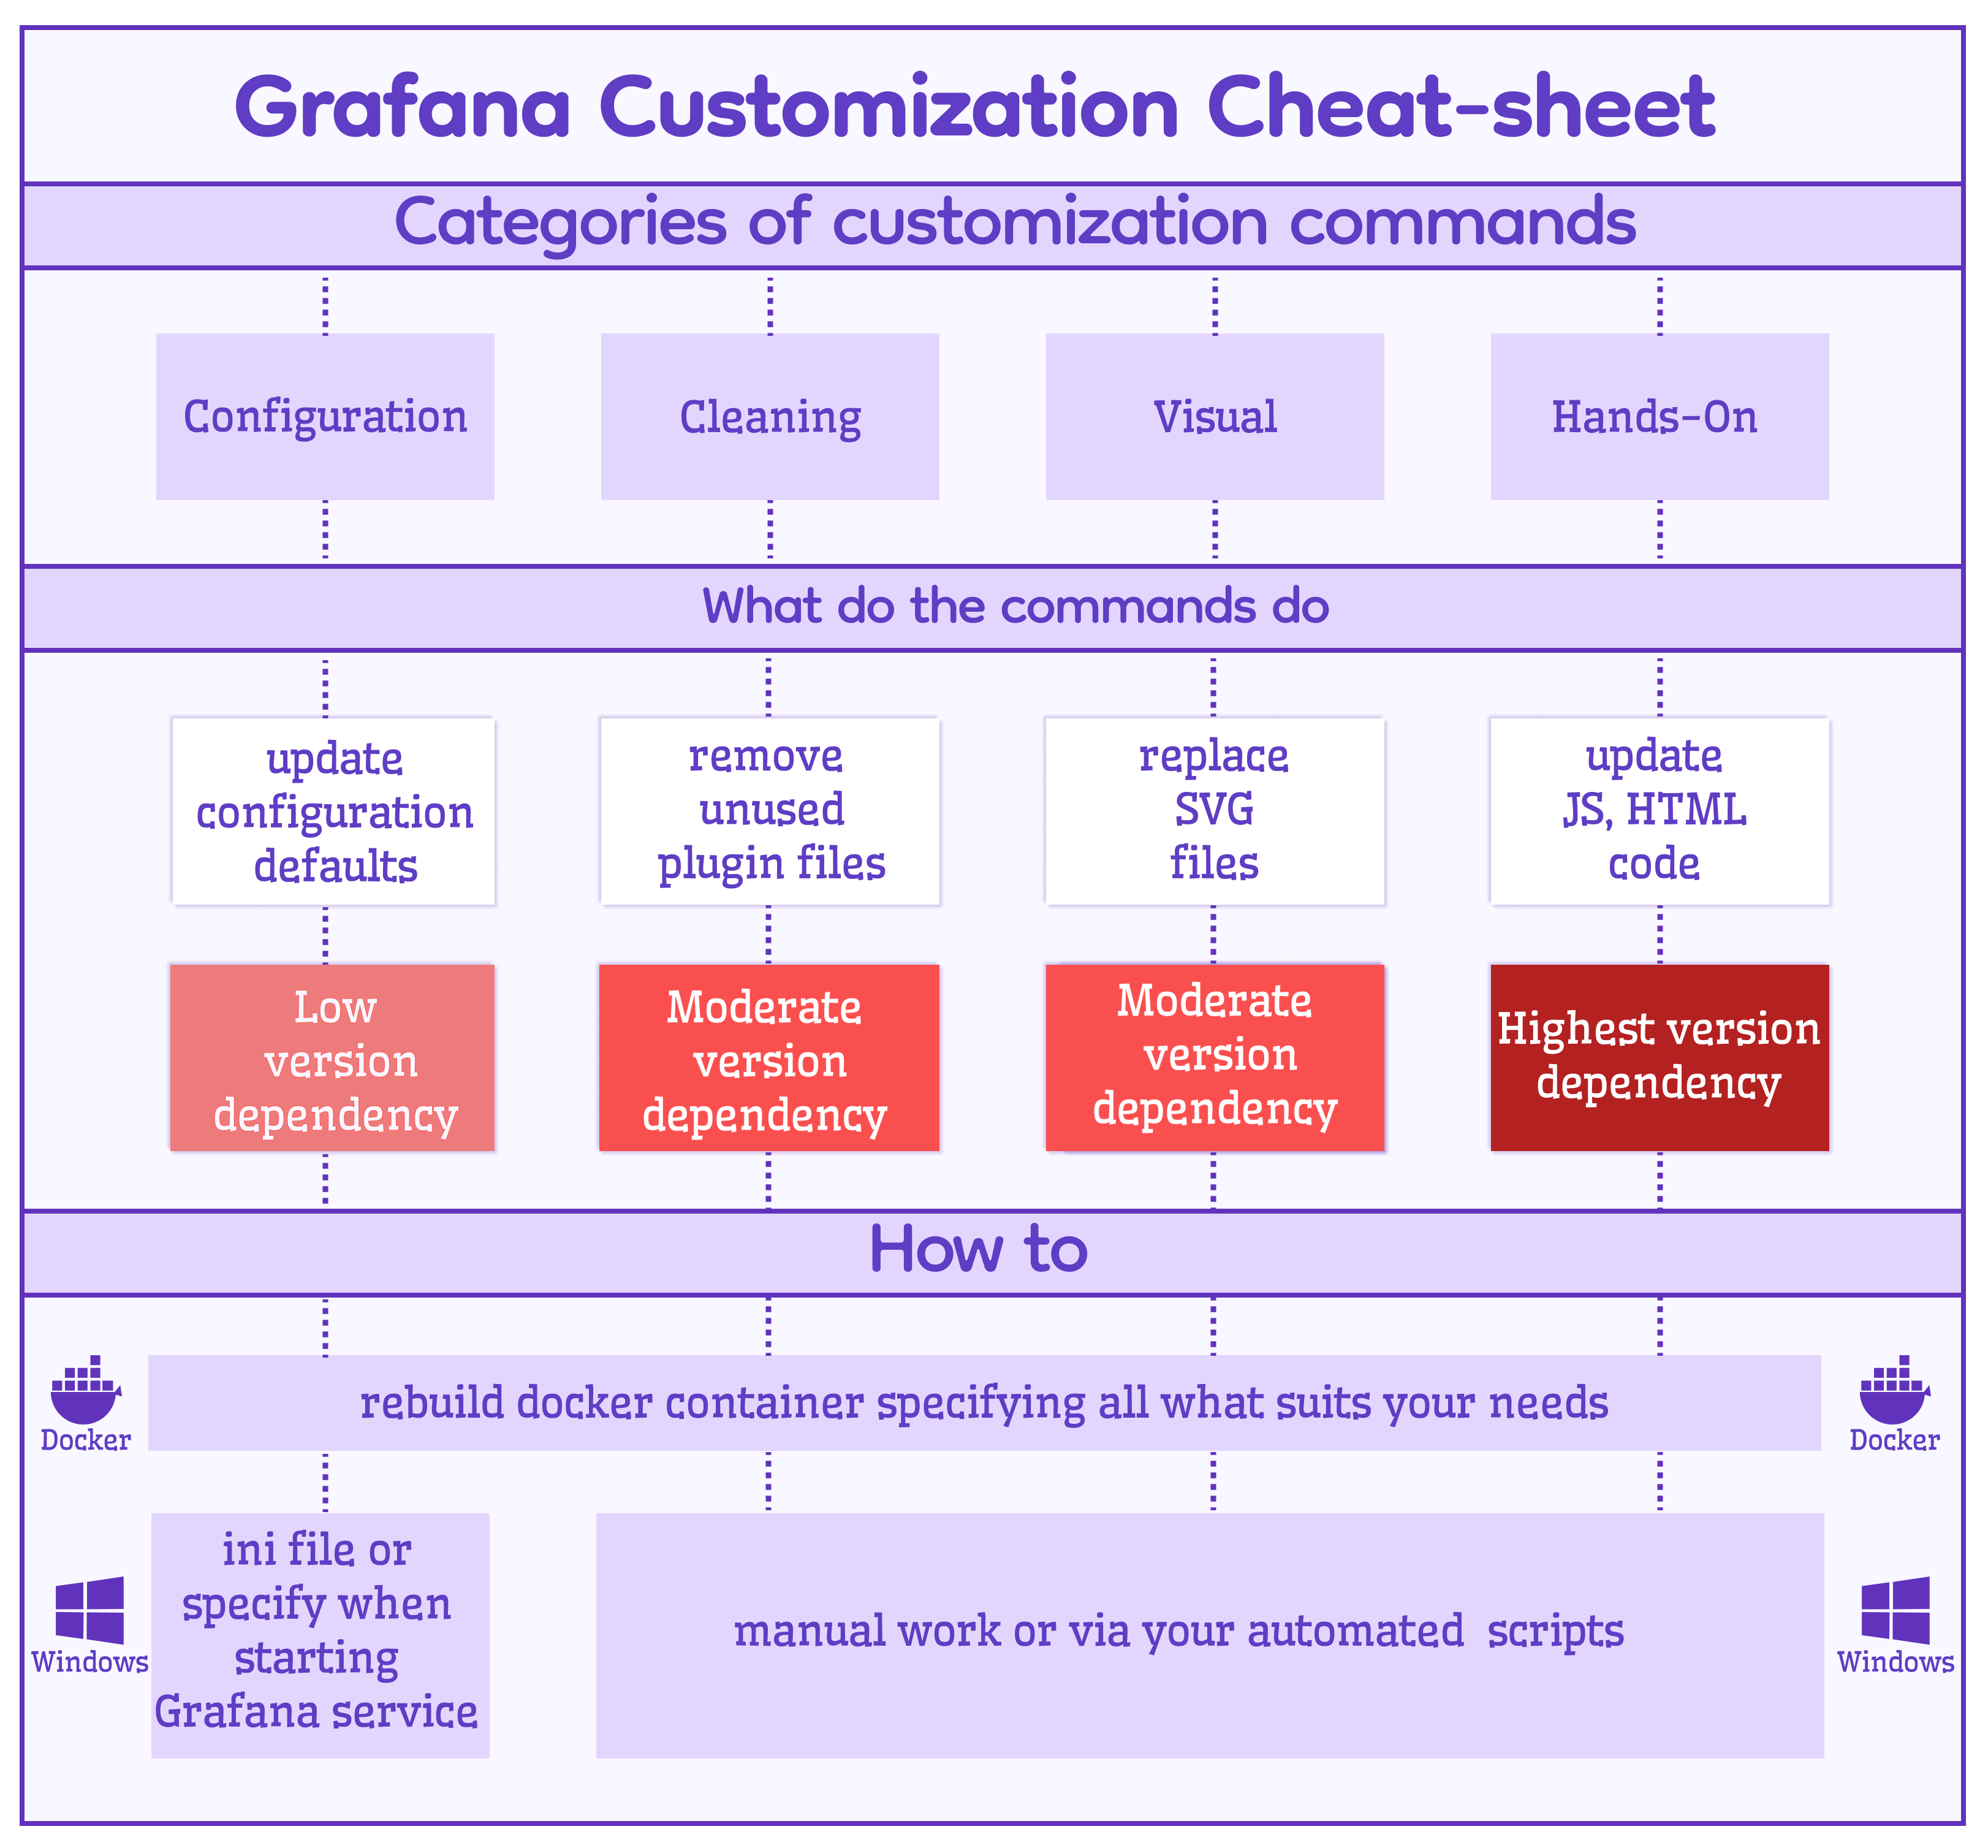 Grafana Customization Cheat-sheet
Categories of customization commands
Configuration
Cleaning
Visual
Hands-On
What do the commands do
update
configuration
defaults
remove
unused
plugin files
replace
SVG
files
update
JS, HTML
code
Low
version
dependency
Moderate
version
dependency
Moderate
version
dependency
Highest version
dependency
How to
Docker
rebuild docker container specifying all what suits your needs
Docker
Windows
ini file or
specify when
starting
Grafana service
manual work or via your automated scripts
Windows